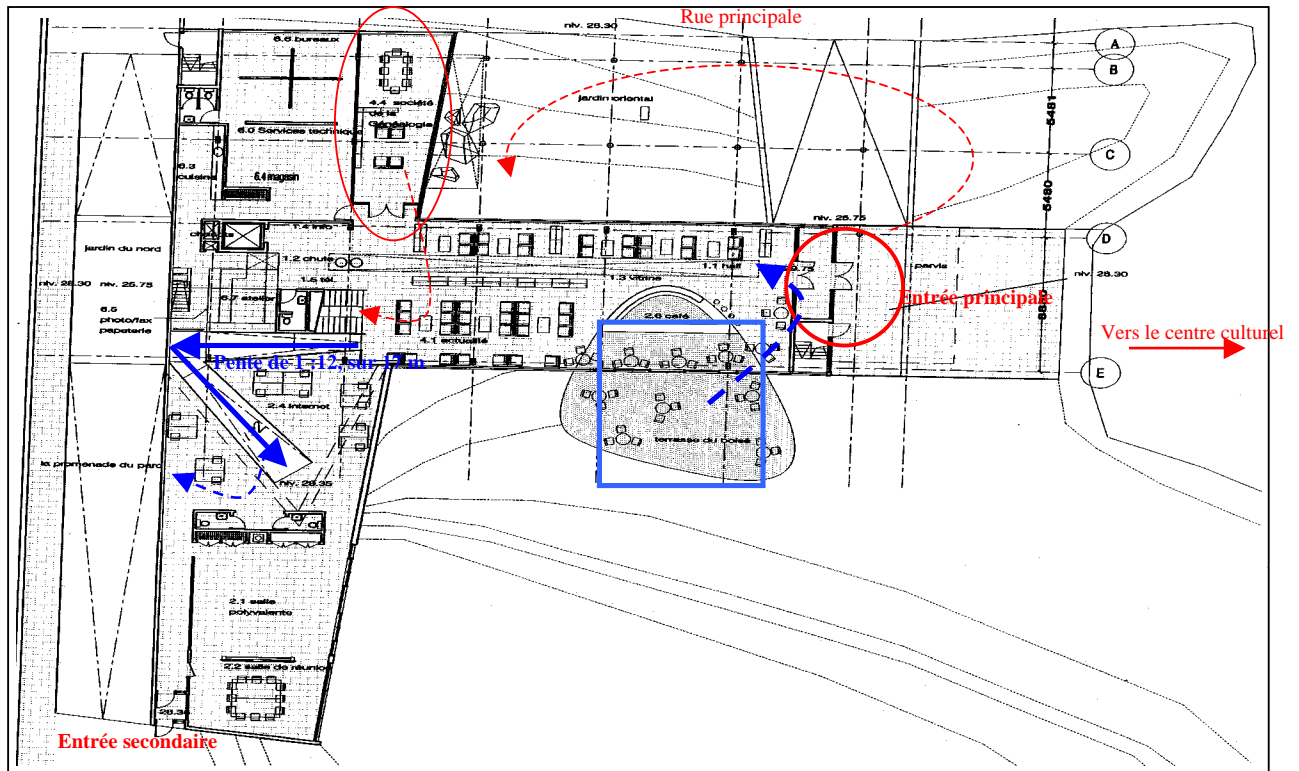 Rue principale
niv. 28.30
6.6 bureaux
A
B
4.4 société
de la
Généalogie
jardin oriental
6.0 Services technique
5481
C
6.3
cuisine
6.4 magasin
5480
niv. 25.75
1.4 info
D
jardin du nord
1.2 chute
1.1 hall
parvis
niv. 28.30
1.3 vitrine
niv. 28.30 niv. 25.75
1.5 tél.
6.7 atelier
Entrée principale
6.5
photo/fax
papeterie
2.6 café
Vers le centre culturel
4.1 actualité
Pente de 1 :12, sur 17 m
E
2.4 internet
terrasse du boisé
la promenade du parc
niv. 28.35
2.1 salle
polyvalente
2.2 salle de réunion
Entrée secondaire